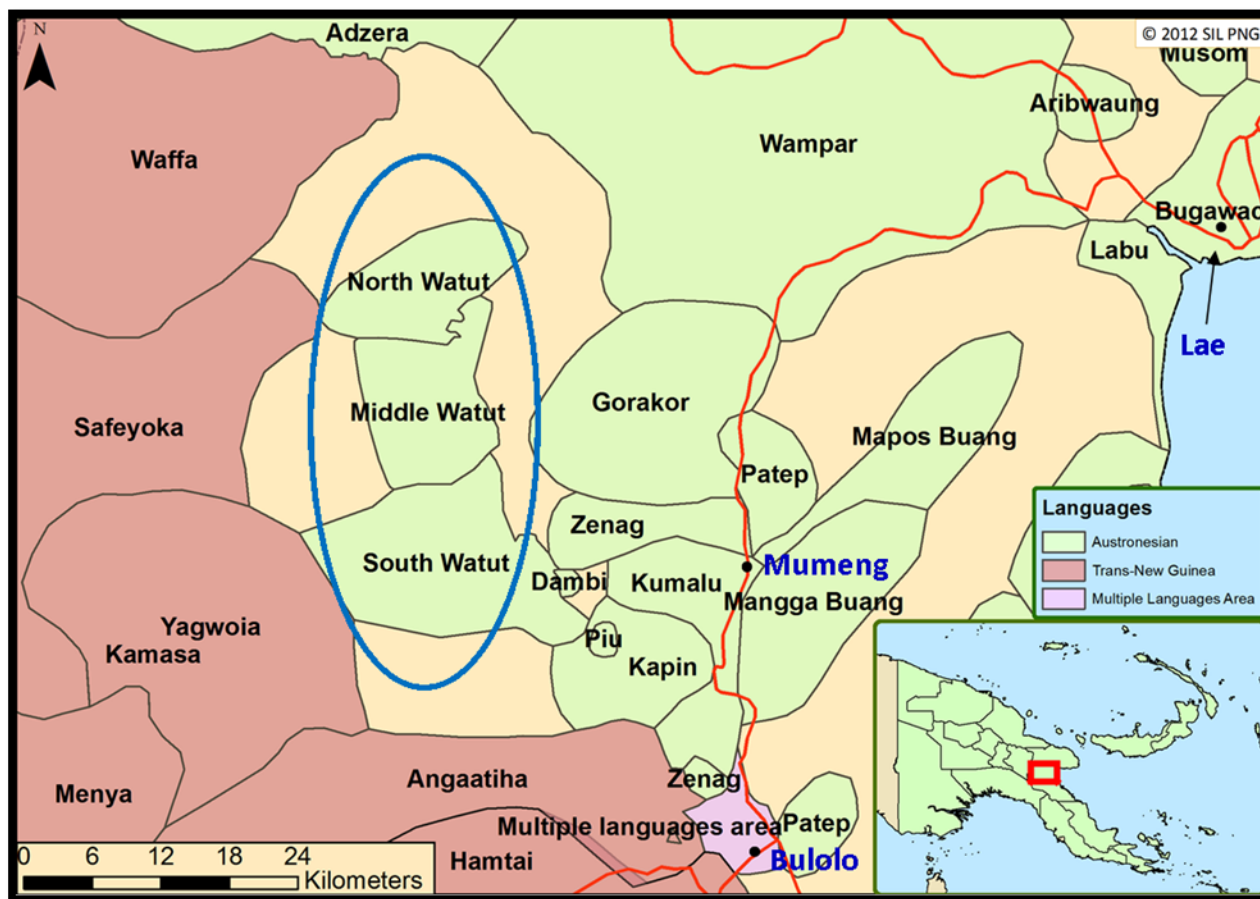 N
Adzera
© 2012 SIL PNG
Musom
Aribwaung
Waffa
Wampar
Bugawac
Labu
North Watut
Lae
Safeyoka
Middle Watut
Gorakor
Mapos Buang
Patep
Zenag
South Watut
Dambi
Kumalu
Mumeng
Mangga Buang
Yagwoia
Kamasa
Piu
Kapin
Menya
Angaatiha
Zenag
Multiple languages area
Patep
Hamtai
Bulolo
Languages
Austronesian
Trans-New Guinea
Multiple Languages Area
0 6 12 18 24
Kilometers